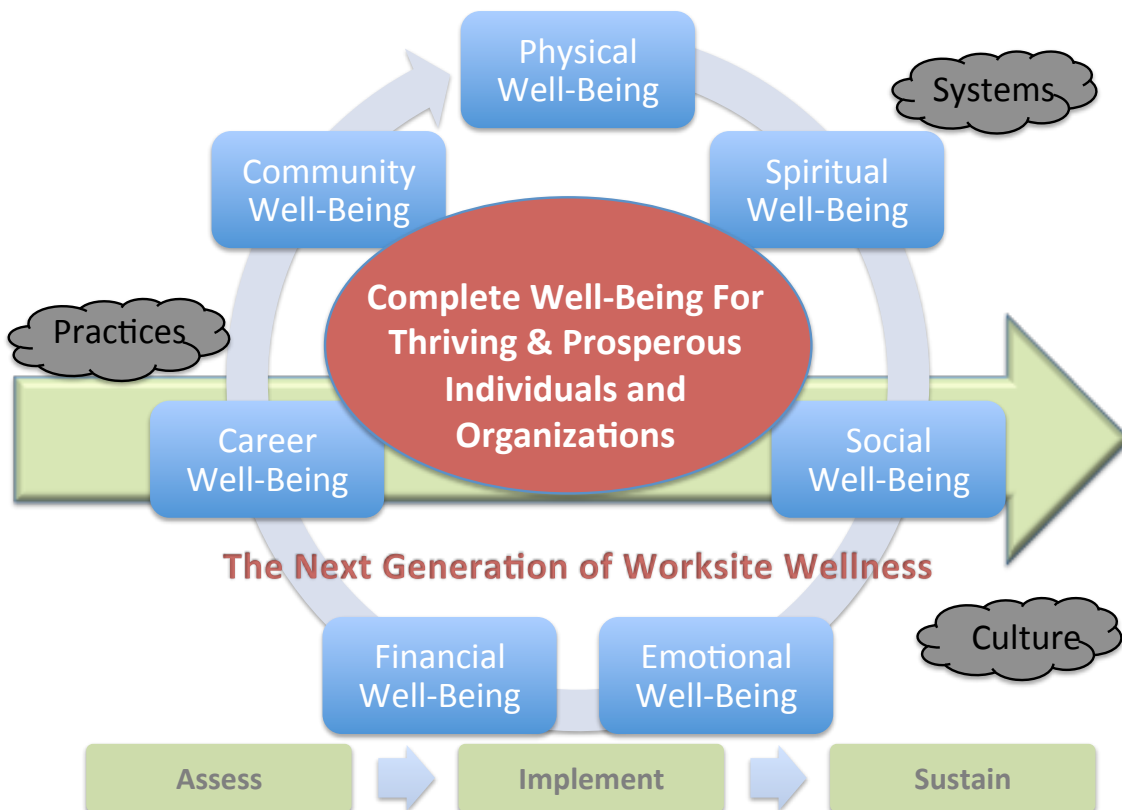 Physical
Well-Being
Systems
Community
Well-Being
Spiritual
Well-Being
Complete Well-Being For
Thriving & Prosperous
Individuals and
Organizations
Practices
Career
Well-Being
Social
Well-Being
The Next Generation of Worksite Wellness
Financial
Well-Being
Emotional
Well-Being
Culture
Assess
Implement
Sustain